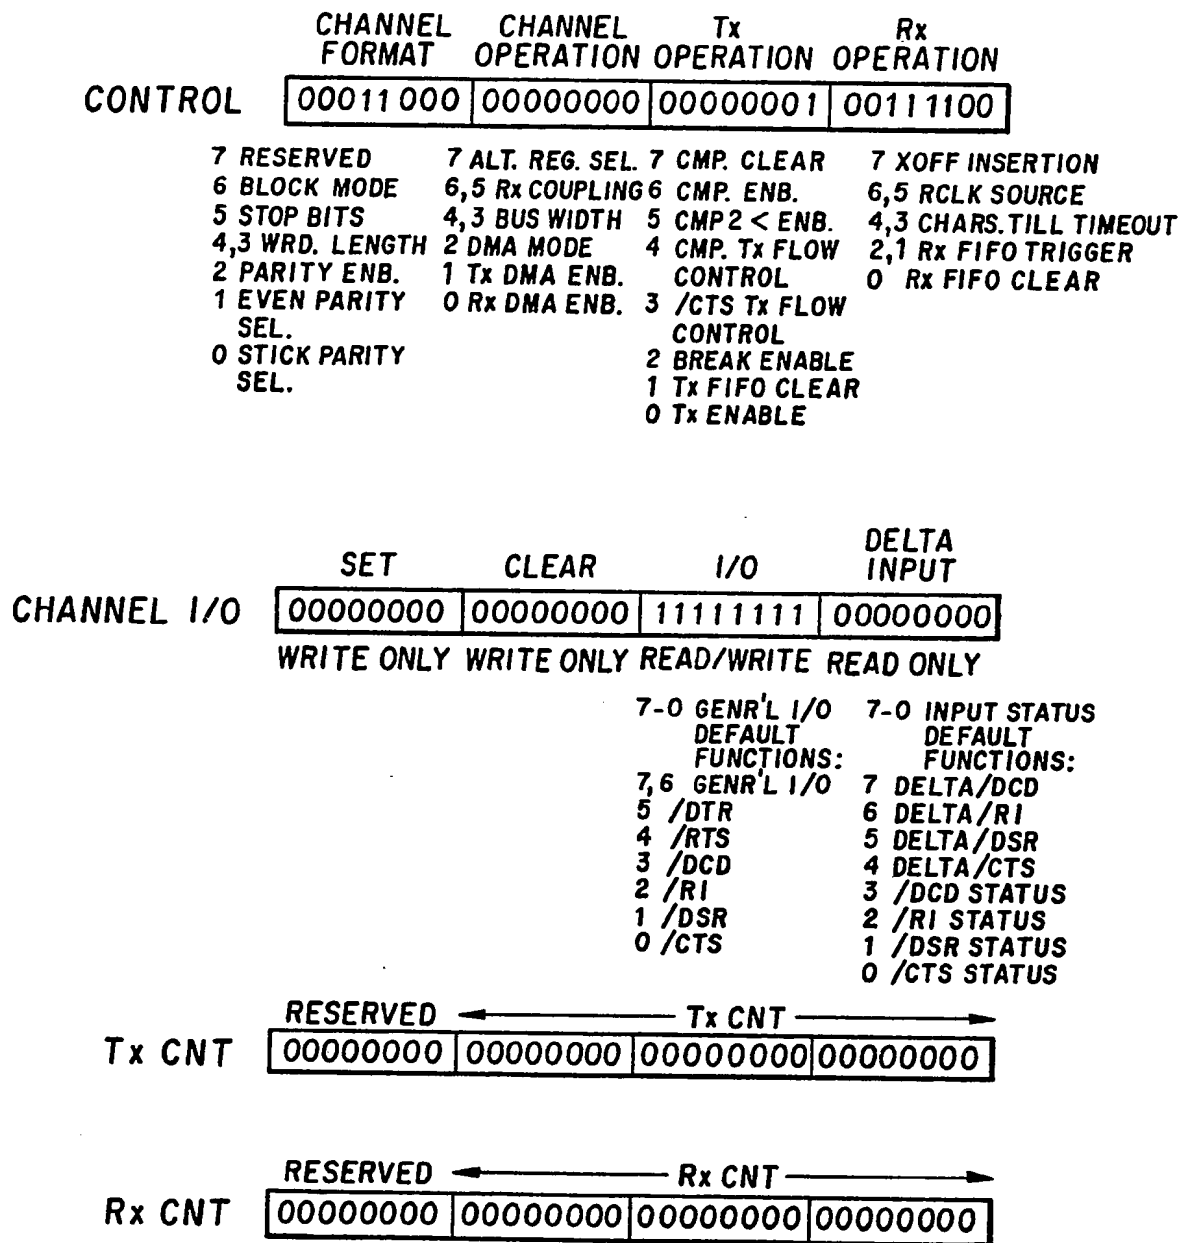 CHANNEL FORMAT CHANNEL OPERATION Tx OPERATION Rx OPERATION
CONTROL 00011000 00000000 00000001 00111100
7 RESERVED
6 BLOCK MODE
5 STOP BITS
4,3 WRD. LENGTH
2 PARITY ENB.
1 EVEN PARITY
SEL.
0 STICK PARITY
SEL.
7 ALT. REG. SEL.
6,5 Rx COUPLING
4,3 BUS WIDTH
2 DMA MODE
1 Tx DMA ENB.
0 Rx DMA ENB.
7 CMP. CLEAR
6 CMP. ENB.
5 CMP2 < ENB.
4 CMP. Tx FLOW
CONTROL
3 /CTS Tx FLOW
CONTROL
2 BREAK ENABLE
1 Tx FIFO CLEAR
0 Tx ENABLE
7 XOFF INSERTION
6,5 RCLK SOURCE
4,3 CHARS. TILL TIMEOUT
2,1 Rx FIFO TRIGGER
0 Rx FIFO CLEAR
SET CLEAR I/O DELTA INPUT
CHANNEL I/O 00000000 00000000 11111111 00000000
WRITE ONLY WRITE ONLY READ/WRITE READ ONLY
7-0 GENR'L I/O
DEFAULT
FUNCTIONS:
7,6 GENR'L I/O
5 /DTR
4 /RTS
3 /DCD
2 /RI
1 /DSR
0 /CTS
7-0 INPUT STATUS
DEFAULT
FUNCTIONS:
7 DELTA/DCD
6 DELTA/RI
5 DELTA/DSR
4 DELTA/CTS
3 /DCD STATUS
2 /RI STATUS
1 /DSR STATUS
0 /CTS STATUS
RESERVED Tx CNT
Tx CNT 00000000 00000000 00000000 00000000
RESERVED Rx CNT
Rx CNT 00000000 00000000 00000000 00000000